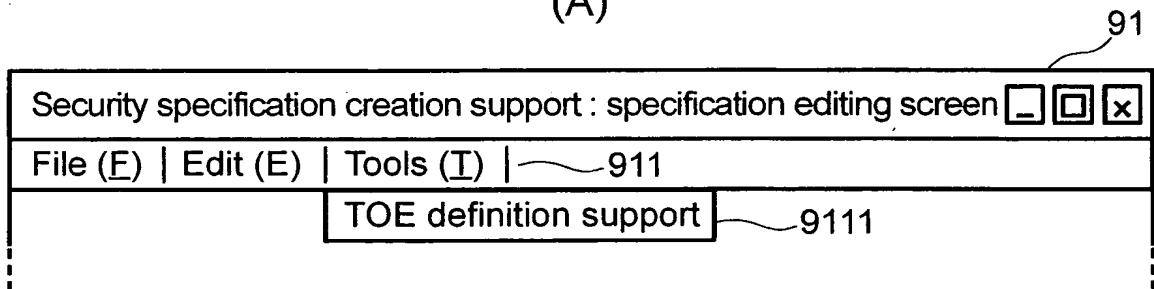 (A)
91
Security specification creation support : specification editing screen
File (F) | Edit (E) | Tools (T) | 911
TOE definition support 9111